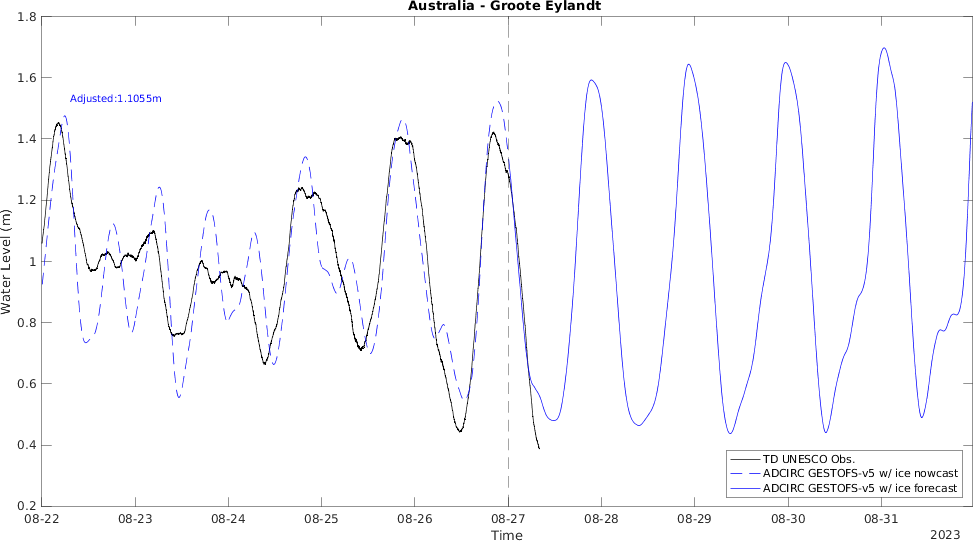 Australia - Groote Eylandt
1.8
1.6
1.4
1.2
1
0.8
0.6
0.4
0.2
Water Level (m)
Adjusted:1.1055m
TD UNESCO Obs.
ADCIRC GESTOFS-v5 w/ ice nowcast
ADCIRC GESTOFS-v5 w/ ice forecast
08-22 08-23 08-24 08-25 08-26 08-27 08-28 08-29 08-30 08-31
Time
2023